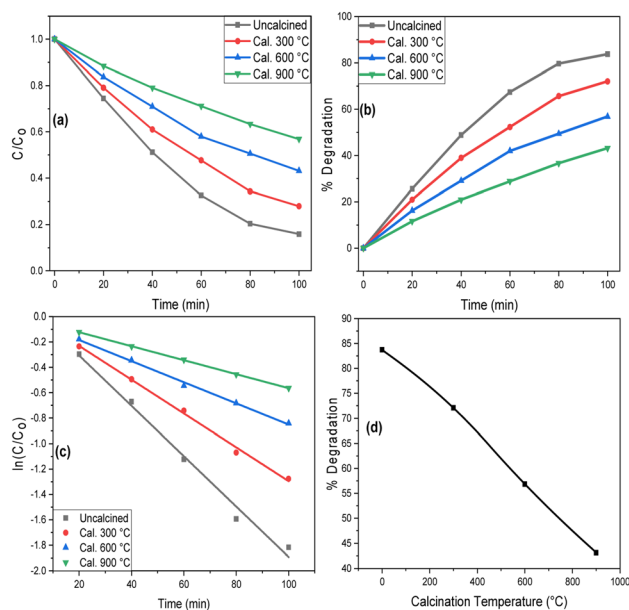 Uncalcined
Cal. 300 °C
Cal. 600 °C
Cal. 900 °C
(a)
C/C₀
1.0
0.8
0.6
0.4
0.2
0.0
0 20 40 60 80 100
Time (min)
Uncalcined
Cal. 300 °C
Cal. 600 °C
Cal. 900 °C
(b)
% Degradation
100
80
60
40
20
0
0 20 40 60 80 100
Time (min)
0.0
-0.2
-0.4
-0.6
-0.8
-1.0
-1.2
-1.4
-1.6
-1.8
-2.0
ln(C/C₀)
(c)
Uncalcined
Cal. 300 °C
Cal. 600 °C
Cal. 900 °C
20 40 60 80 100
Time (min)
90
85
80
75
70
65
60
55
50
45
40
% Degradation
(d)
0 200 400 600 800 1000
Calcination Temperature (°C)